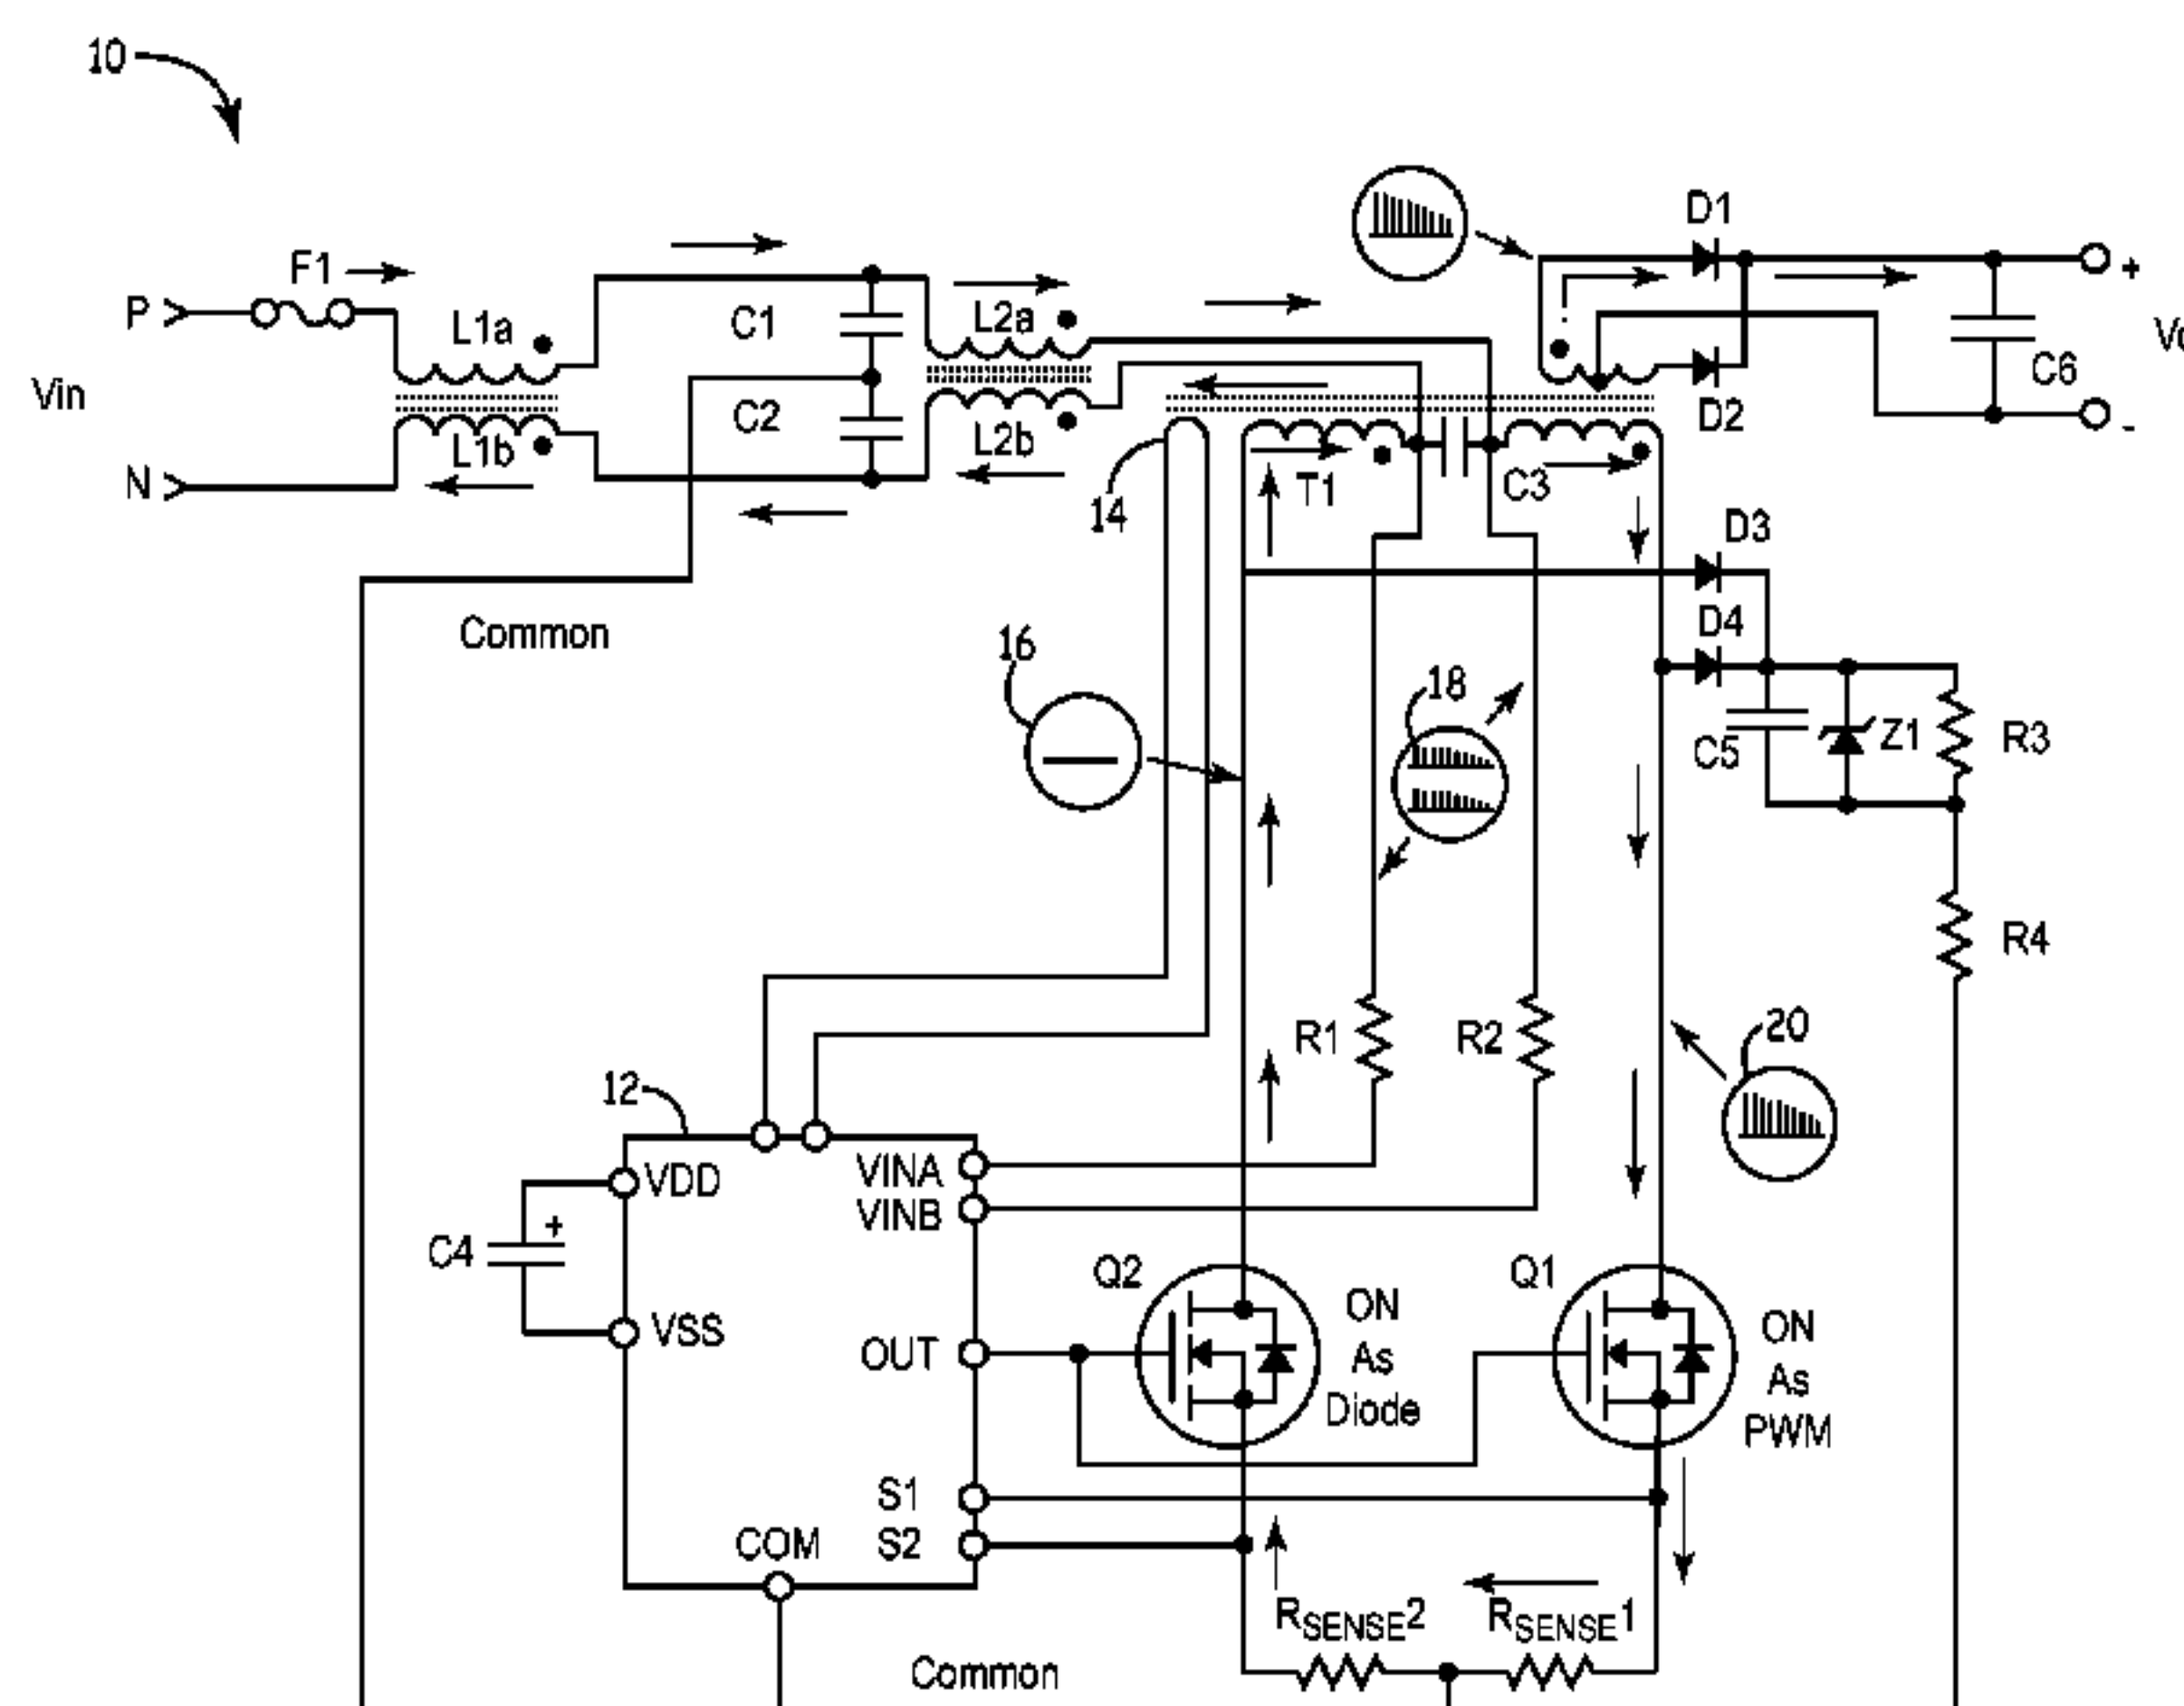 10
D1
F1
+
P
L1a
C1
L2a
Vin
C6
C2
D2
L1b
L2b
-
N
14
T1
C3
D3
Common
16
D4
18
C5
Z1
R3
R4
20
R1
R2
12
VDD
VINA
VINB
+
C4
Q2
Q1
ON
As
Diode
ON
As
PWM
VSS
OUT
S1
COM
S2
RSENSE2
RSENSE1
Common